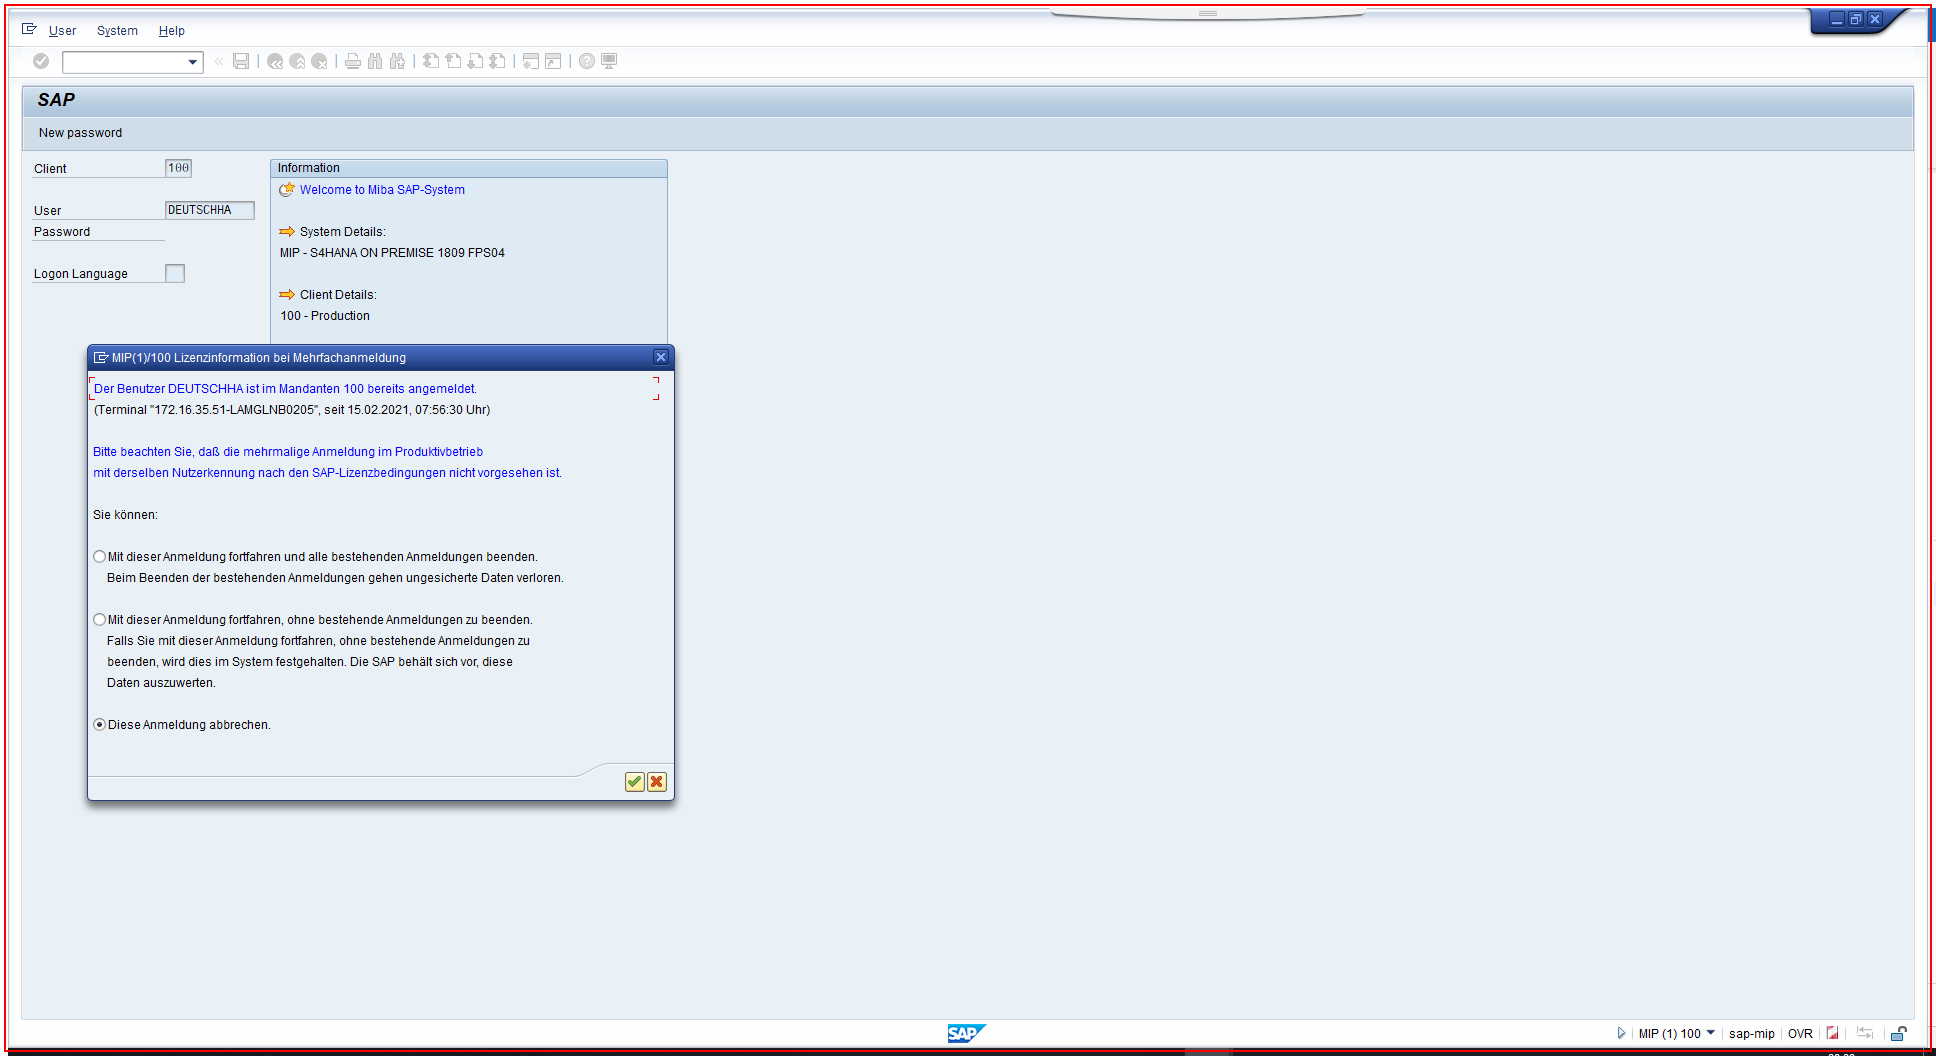 User System Help
SAP
New password
Client 100
User DEUTSCHHA
Password
Logon Language
Information
Welcome to Miba SAP-System
System Details:
MIP - S4HANA ON PREMISE 1809 FPS04
Client Details:
100 - Production
MIP(1)/100 Lizenzinformation bei Mehrfachanmeldung
Der Benutzer DEUTSCHHA ist im Mandanten 100 bereits angemeldet.
(Terminal "172.16.35.51-LAMGLNB0205", seit 15.02.2021, 07:56:30 Uhr)
Bitte beachten Sie, daß die mehrmalige Anmeldung im Produktivbetrieb
mit derselben Nutzerkennung nach den SAP-Lizenzbedingungen nicht vorgesehen ist.
Sie können:
Mit dieser Anmeldung fortfahren und alle bestehenden Anmeldungen beenden.
Beim Beenden der bestehenden Anmeldungen gehen ungesicherte Daten verloren.
Mit dieser Anmeldung fortfahren, ohne bestehende Anmeldungen zu beenden.
Falls Sie mit dieser Anmeldung fortfahren, ohne bestehende Anmeldungen zu
beenden, wird dies im System festgehalten. Die SAP behält sich vor, diese
Daten auszuwerten.
Diese Anmeldung abbrechen.
SAP
MIP (1) 100 sap-mip OVR